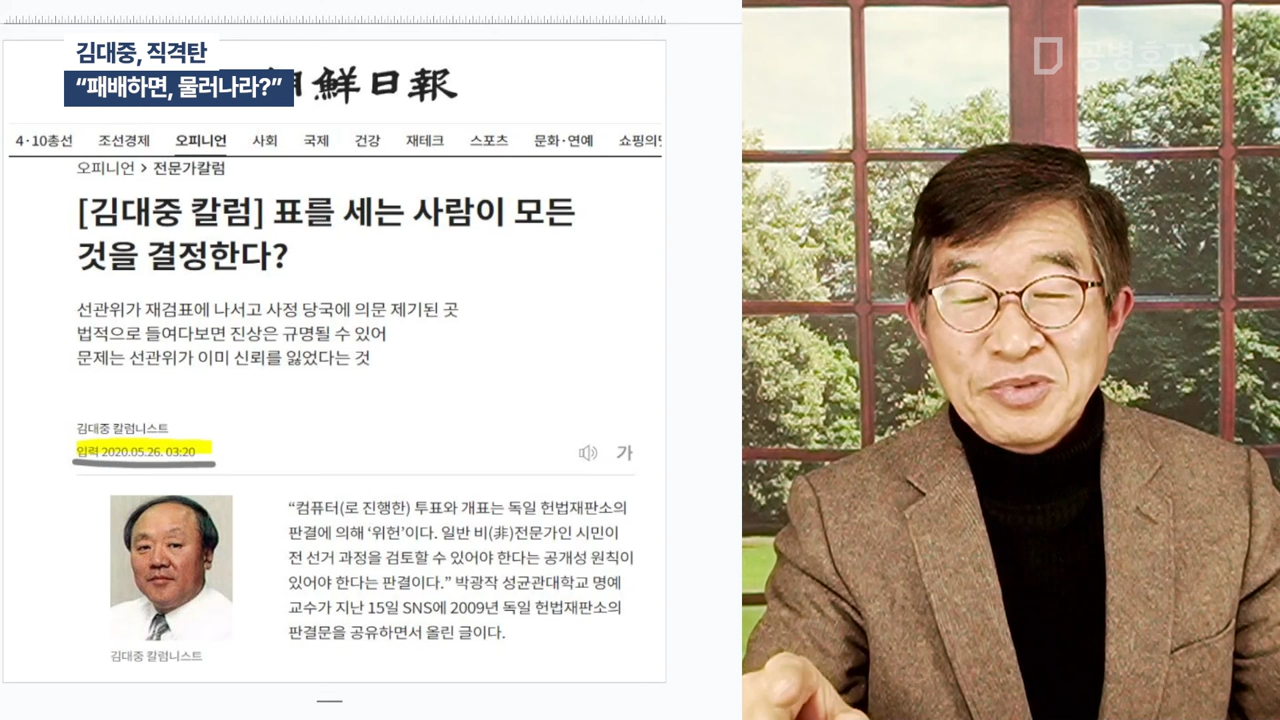 김대중, 직격탄
“패배하면, 물러나라?”
朝鮮日報
4·10총선 조선경제 오피니언 사회 국제 건강 재테크 스포츠 문화·연예 쇼핑의
오피니언 > 전문가칼럼
[김대중 칼럼] 표를 세는 사람이 모든
것을 결정한다?
선관위가 재검표에 나서고 사정 당국에 의문 제기된 곳
법적으로 들여다보면 진상은 규명될 수 있어
문제는 선관위가 이미 신뢰를 잃었다는 것
김대중 칼럼니스트
입력 2020.05.26. 03:20
가
“컴퓨터(로 진행한) 투표와 개표는 독일 헌법재판소의
판결에 의해 ‘위헌’이다. 일반 비(非)전문가인 시민이
전 선거 과정을 검토할 수 있어야 한다는 공개성 원칙이
있어야 한다는 판결이다.” 박광작 성균관대학교 명예
교수가 지난 15일 SNS에 2009년 독일 헌법재판소의
판결문을 공유하면서 올린 글이다.
김대중 칼럼니스트
공병호TV